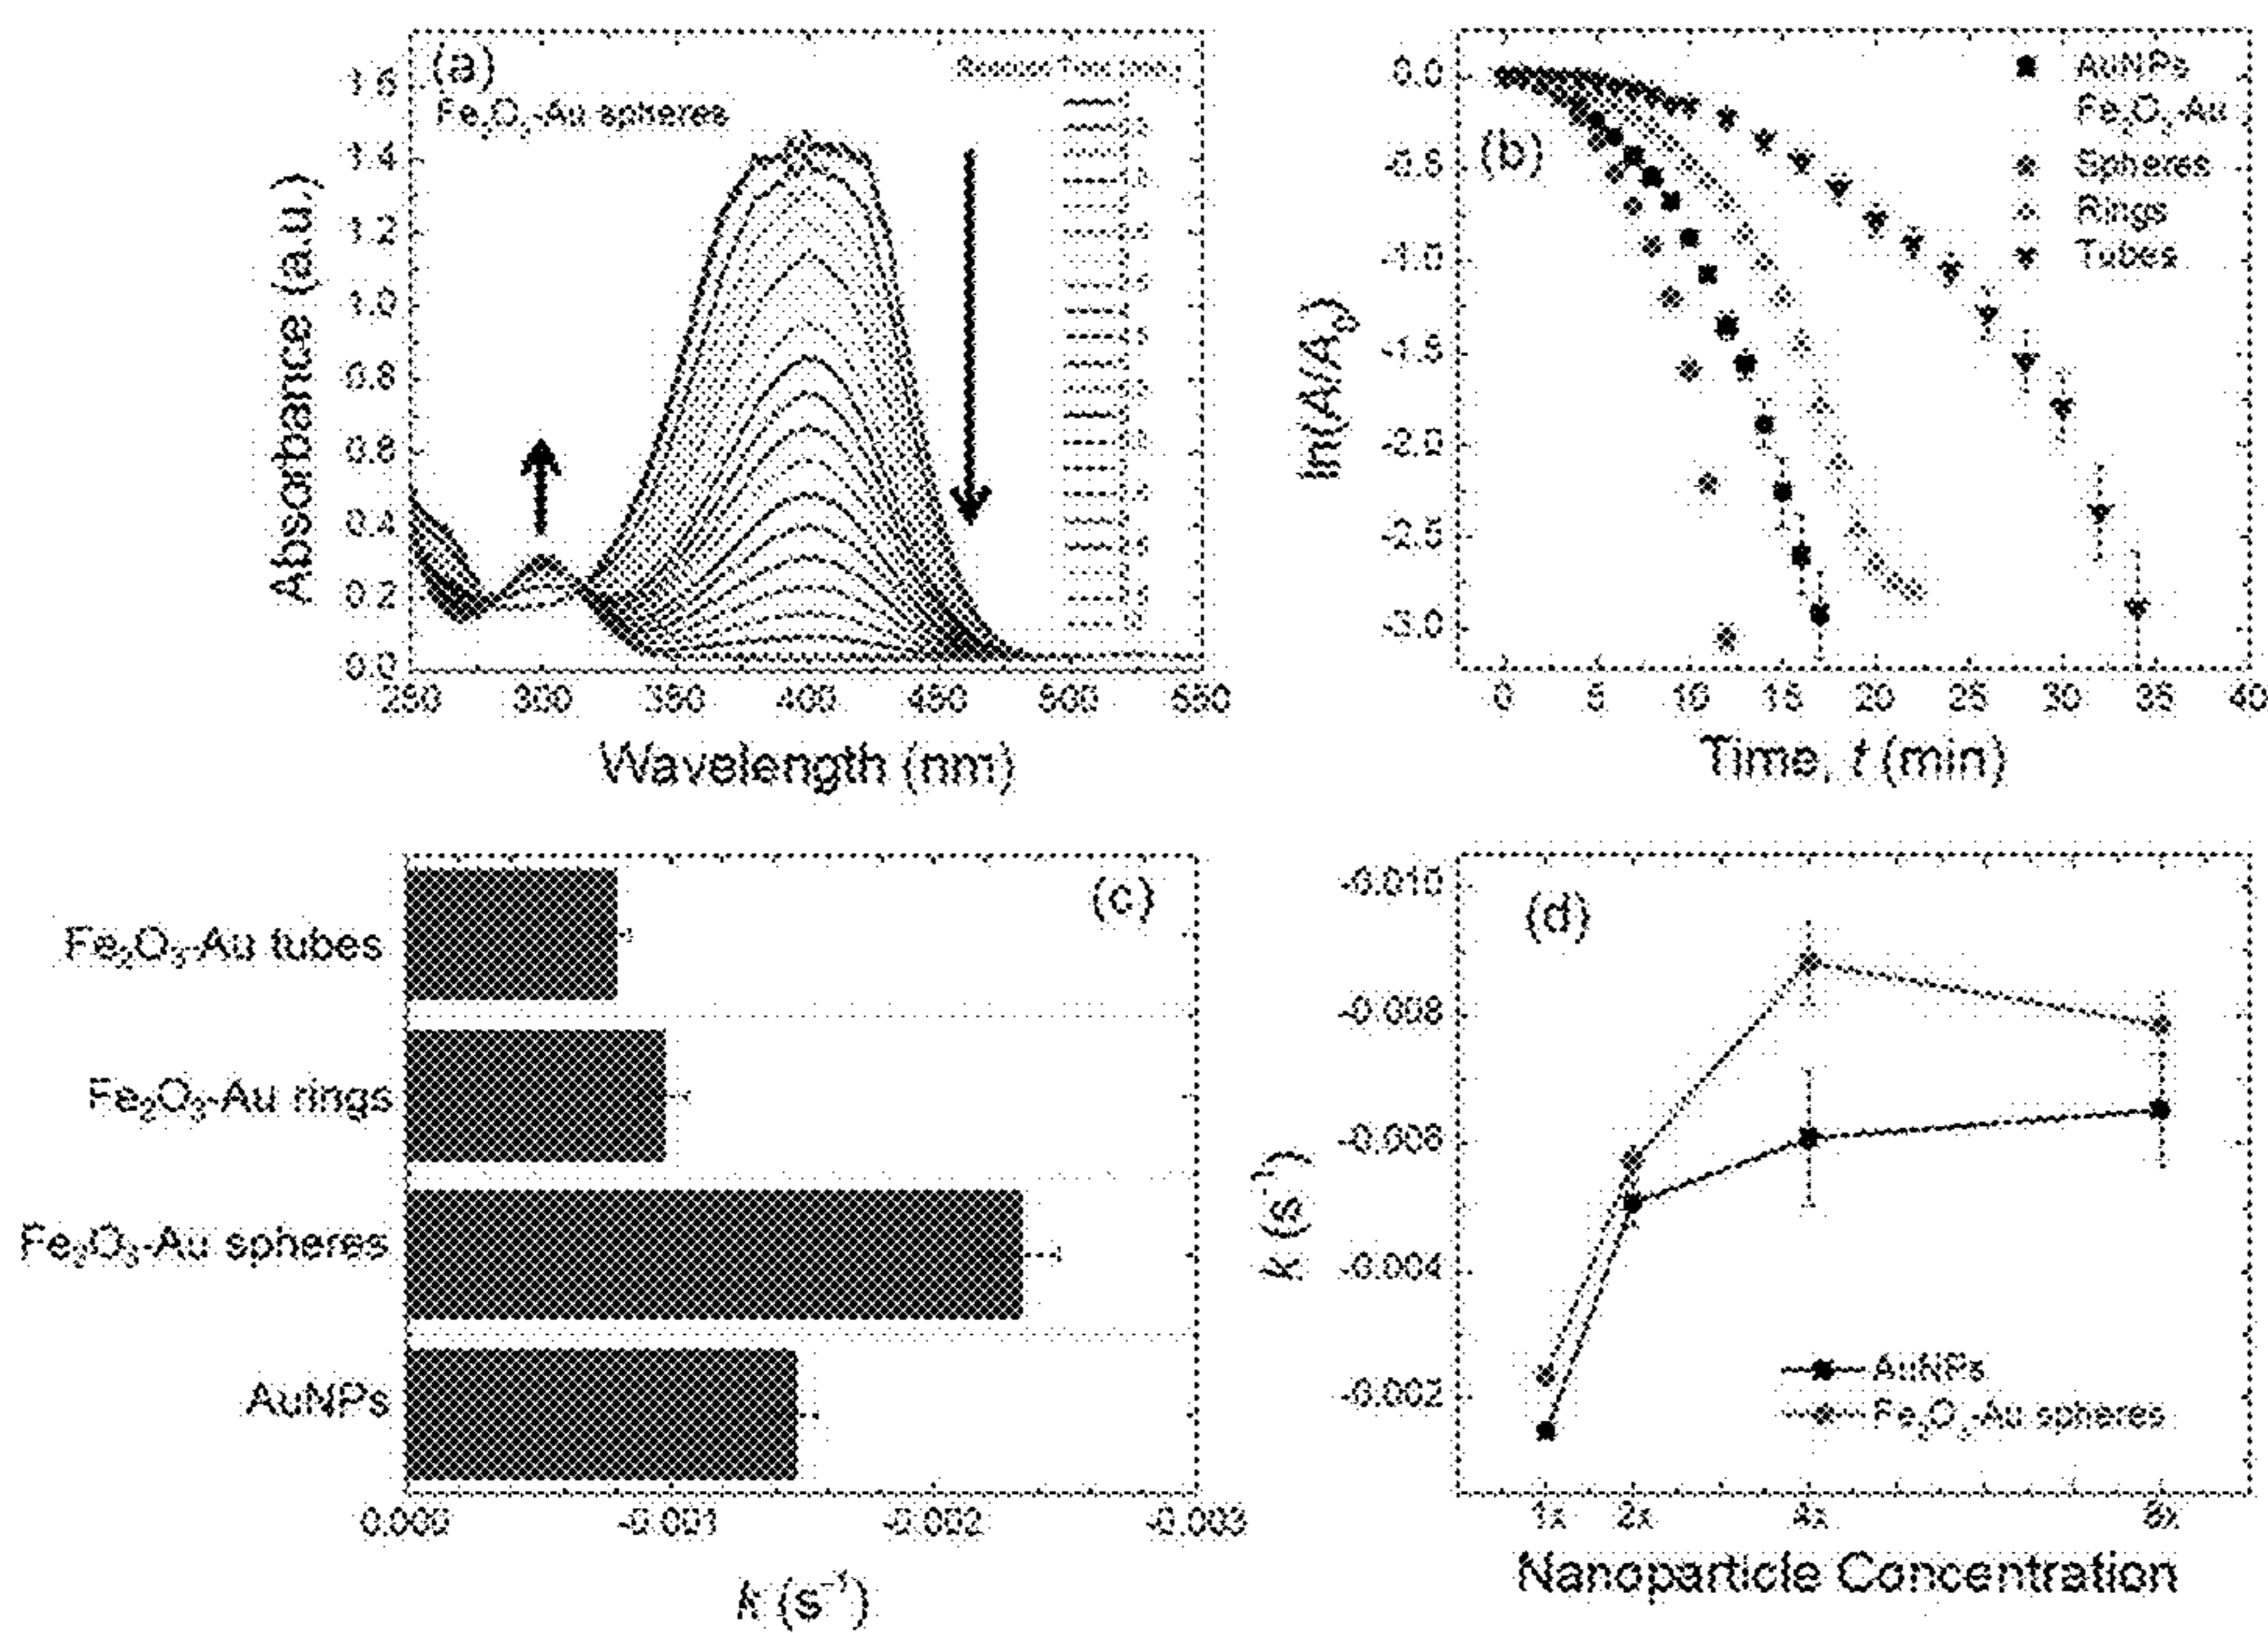 (a)
Fe₂O₃-Au spheres
1.6
1.4
1.2
1.0
0.8
0.6
0.4
0.2
0.0
Absorbance (a.u.)
250 300 350 400 450 500 550
Wavelength (nm)
(b)
AuNPs
Fe₂O₃-Au
Spheres
Rings
Tubes
0.0
-0.5
-1.0
-1.5
-2.0
-2.5
-3.0
ln(A/A₀)
0 5 10 15 20 25 30 35 40
Time, t (min)
(c)
Fe₂O₃-Au tubes
Fe₂O₃-Au rings
Fe₂O₃-Au spheres
AuNPs
0.000 -0.001 -0.002 -0.003
k (s⁻¹)
(d)
-0.010
-0.008
-0.006
-0.004
-0.002
k (s⁻¹)
AuNPs
Fe₂O₃-Au spheres
1x 2x 4x 8x
Nanoparticle Concentration